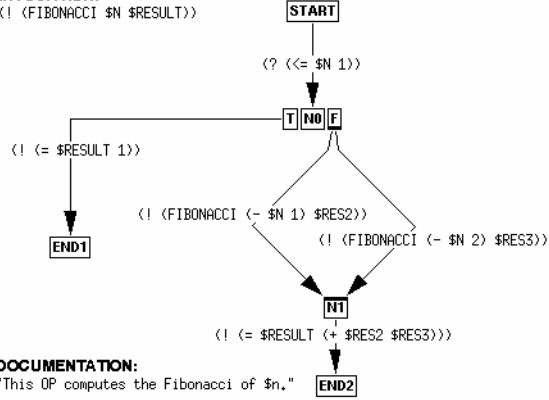 (! (FIBONACCI $N $RESULT))
START
(? (<= $N 1))
T N0 F
(! (= $RESULT 1))
(! (FIBONACCI (- $N 1) $RES2))
(! (FIBONACCI (- $N 2) $RES3))
END1
N1
(! (= $RESULT (+ $RES2 $RES3)))
DOCUMENTATION:
"This OP computes the Fibonacci of $n."
END2